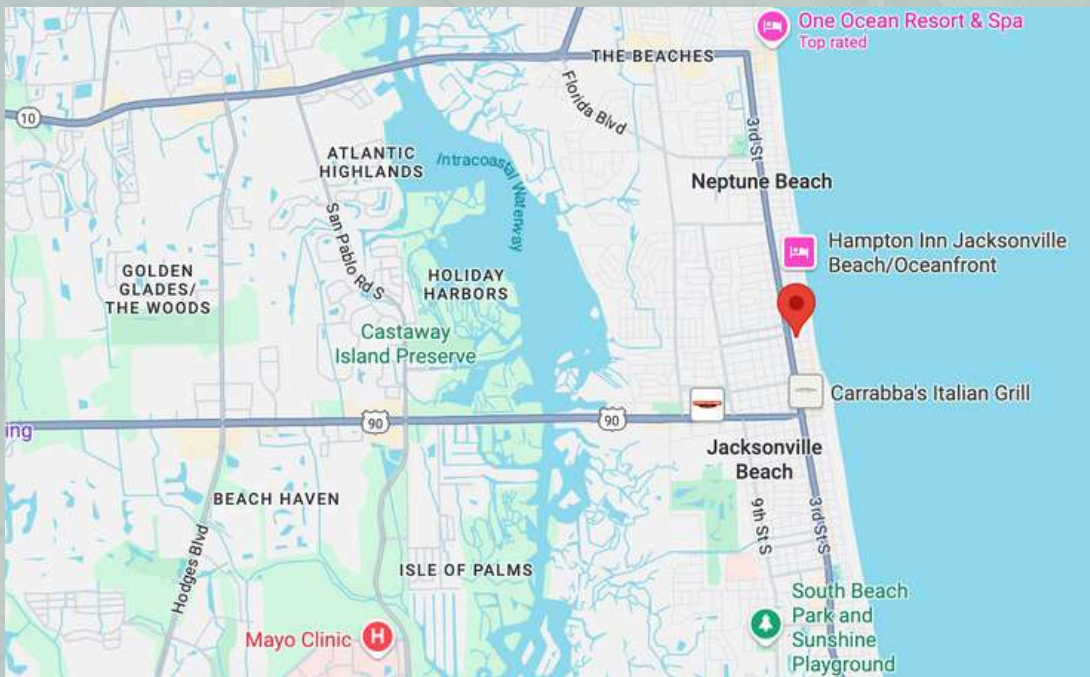 One Ocean Resort & Spa
Top rated
THE BEACHES
10
Florida Blvd
3rd St
ATLANTIC
HIGHLANDS
Intracoastal Waterway
Neptune Beach
San Pablo Rd S
Hampton Inn Jacksonville
Beach/Oceanfront
GOLDEN
GLADES/
THE WOODS
HOLIDAY
HARBORS
Castaway
Island Preserve
Carrabba's Italian Grill
90
90
ing
Jacksonville
Beach
BEACH HAVEN
9th St S
3rd St S
Hodges Blvd
ISLE OF PALMS
South Beach
Park and
Sunshine
Playground
Mayo Clinic
H